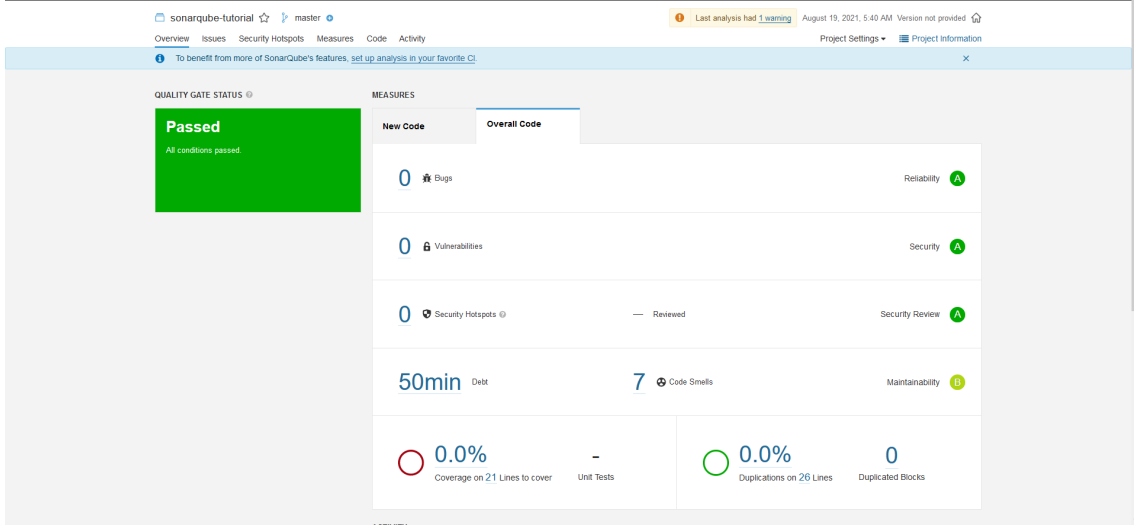 sonarqube-tutorial master Last analysis had 1 warning August 19, 2021, 5:40 AM Version not provided
Overview Issues Security Hotspots Measures Code Activity Project Settings Project Information
To benefit from more of SonarQube's features, set up analysis in your favorite CI.
QUALITY GATE STATUS MEASURES
Passed
All conditions passed.
New Code Overall Code
0 Bugs Reliability A
0 Vulnerabilities Security A
0 Security Hotspots — Reviewed Security Review A
50min Debt 7 Code Smells Maintainability B
0.0% - 0.0% 0
Coverage on 21 Lines to cover Unit Tests Duplications on 26 Lines Duplicated Blocks